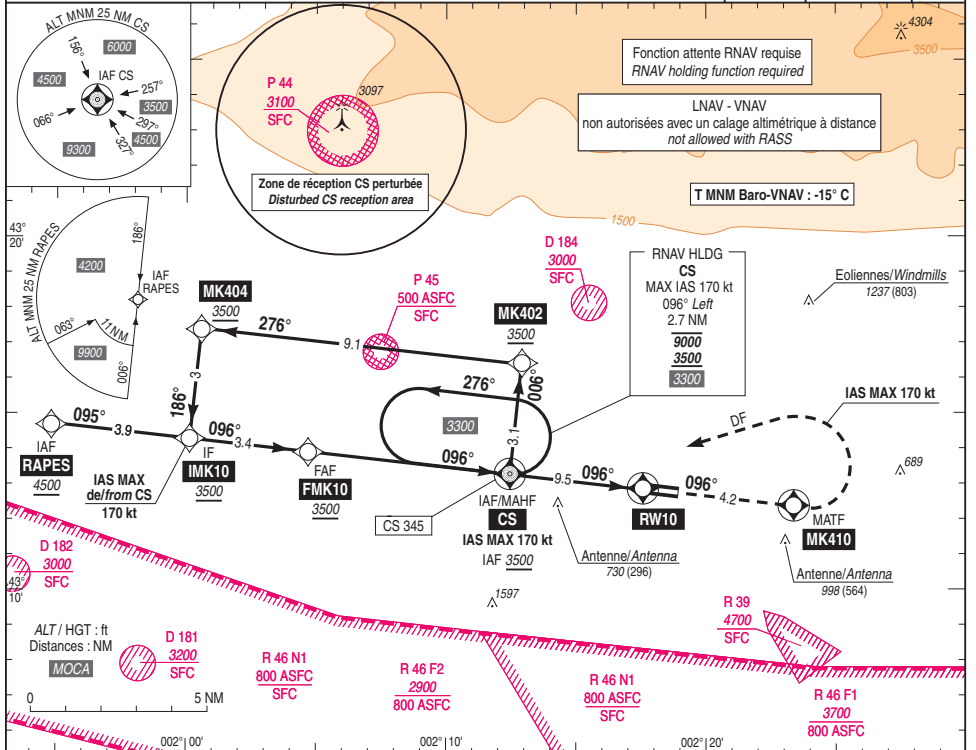 ALT MNM 25 NM CS
156°
6000
4500
IAF CS
257°
3500
066°
297°
4500
327°
9300
P 44
3100
SFC
3097
Zone de réception CS perturbée
Disturbed CS reception area
4304
3500
Fonction attente RNAV requise
RNAV holding function required
LNAV - VNAV
non autorisées avec un calage altimétrique à distance
not allowed with RASS
T MNM Baro-VNAV : -15° C
1500
43°
20'
ALT MNM 25 NM RAPES
186°
4200
IAF
RAPES
063°
11NM
9900
006°
MK404
3500
276°
9.1
P 45
500 ASFC
SFC
D 184
3000
SFC
MK402
3500
RNAV HLDG
CS
MAX IAS 170 kt
096° Left
2.7 NM
9000
3500
3300
Eoliennes/Windmills
1237 (803)
3
186°
276°
006°
3.1
3300
IAS MAX 170 kt
DF
095°
3.9
096°
3.4
096°
9.5
096°
096°
4.2
689
IAF
RAPES
4500
IF
IMK10
3500
IAS MAX
de/from CS
170 kt
FAF
FMK10
3500
CS 345
IAF/MAHF
CS
IAS MAX 170 kt
IAF 3500
RW10
MATF
MK410
Antenne/Antenna
730 (296)
Antenne/Antenna
998 (564)
1597
D 182
3000
SFC
43°
10'
ALT / HGT : ft
Distances : NM
MOCA
0
5 NM
D 181
3200
SFC
R 46 N1
800 ASFC
SFC
R 46 F2
2900
800 ASFC
R 46 N1
800 ASFC
SFC
R 39
4700
SFC
R 46 F1
3700
800 ASFC
002° 00'
002° 10'
002° 20'